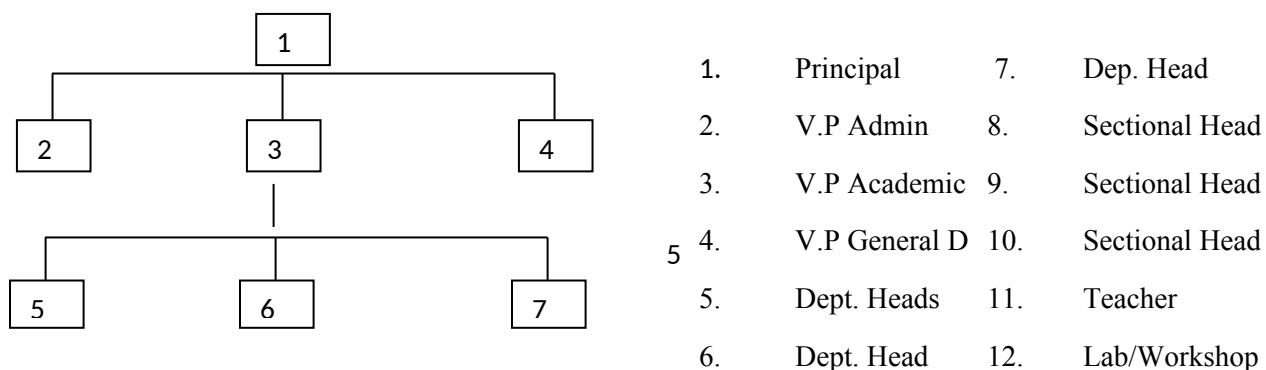 1
2 3 4
5 6 7
1. Principal 7. Dep. Head
2. V.P Admin 8. Sectional Head
3. V.P Academic 9. Sectional Head
5 4. V.P General D 10. Sectional Head
5. Dept. Heads 11. Teacher
6. Dept. Head 12. Lab/Workshop